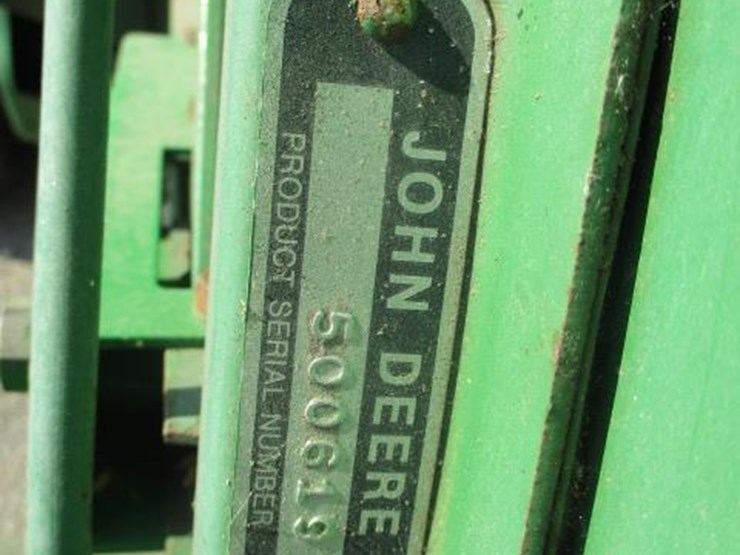 JOHN DEERE
500619
PRODUCT SERIAL NUMBER